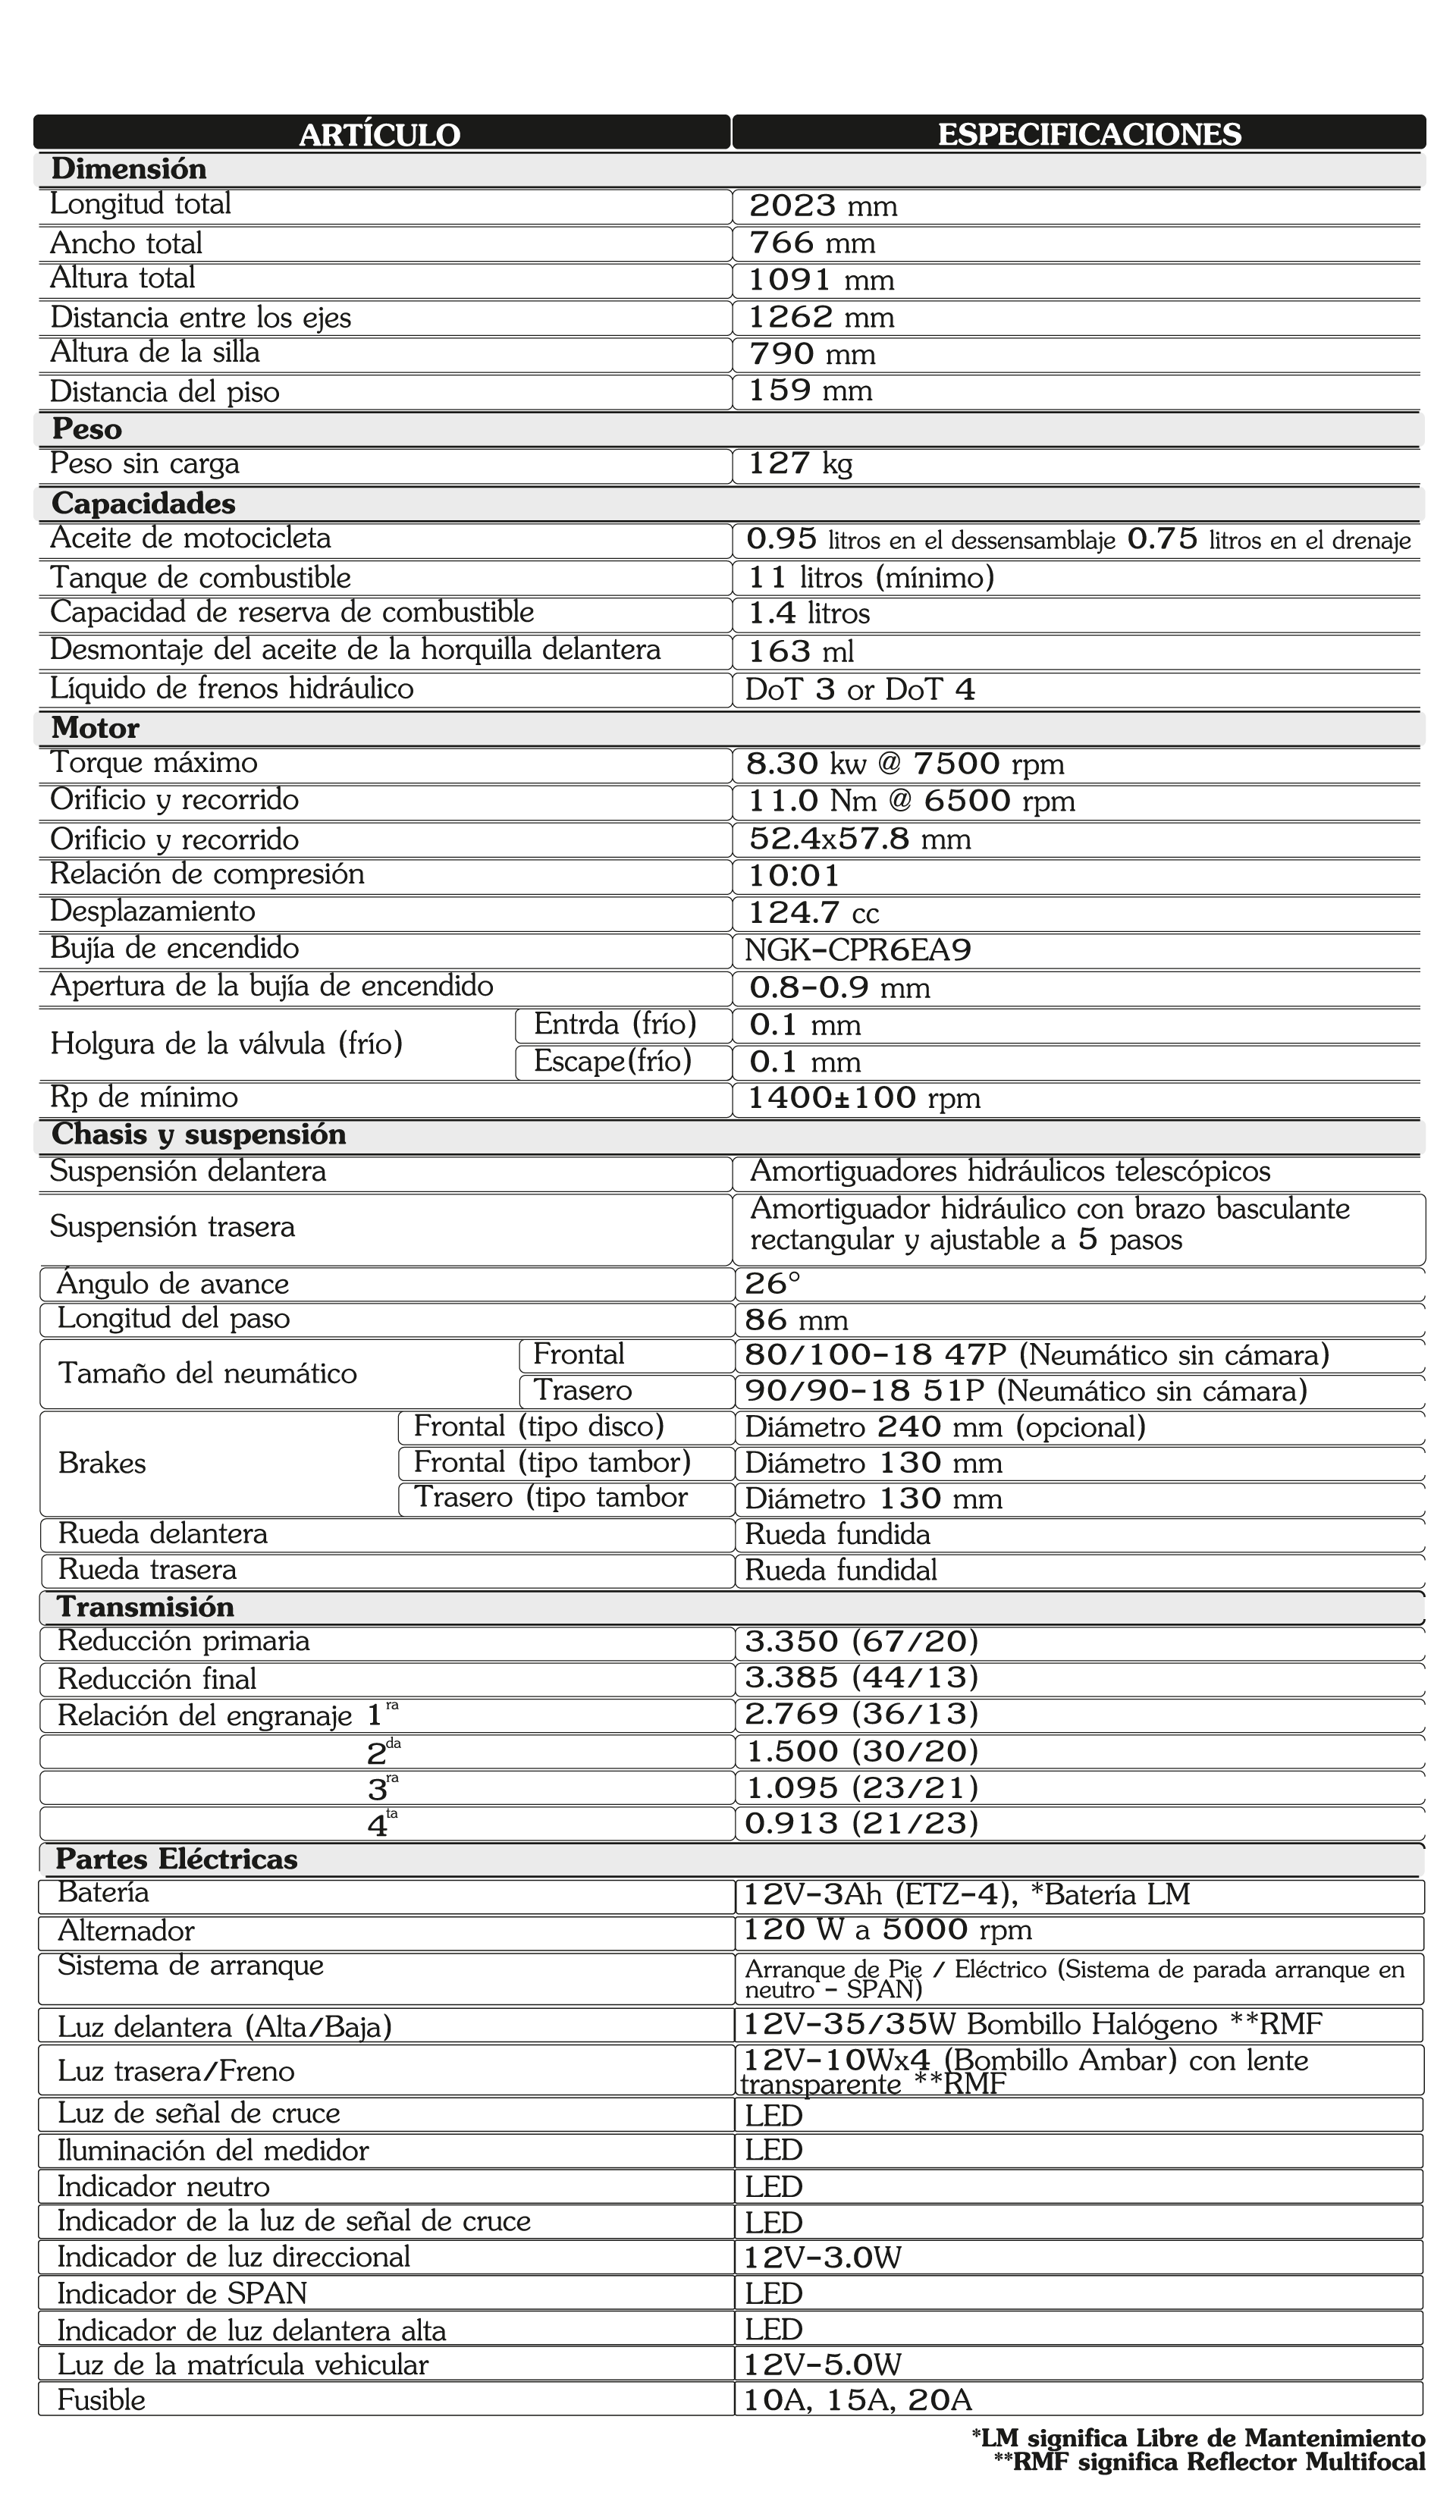 ARTÍCULO ESPECIFICACIONES
Dimensión
Longitud total 2023 mm
Ancho total 766 mm
Altura total 1091 mm
Distancia entre los ejes 1262 mm
Altura de la silla 790 mm
Distancia del piso 159 mm
Peso
Peso sin carga 127 kg
Capacidades
Aceite de motocicleta 0.95 litros en el dessensamblaje 0.75 litros en el drenaje
Tanque de combustible 11 litros (mínimo)
Capacidad de reserva de combustible 1.4 litros
Desmontaje del aceite de la horquilla delantera 163 ml
Líquido de frenos hidráulico DoT 3 or DoT 4
Motor
Torque máximo 8.30 kw @ 7500 rpm
Orificio y recorrido 11.0 Nm @ 6500 rpm
Orificio y recorrido 52.4x57.8 mm
Relación de compresión 10:01
Desplazamiento 124.7 cc
Bujía de encendido NGK-CPR6EA9
Apertura de la bujía de encendido 0.8-0.9 mm
Holgura de la válvula (frío) Entrda (frío) 0.1 mm
Escape(frío) 0.1 mm
Rp de mínimo 1400±100 rpm
Chasis y suspensión
Suspensión delantera Amortiguadores hidráulicos telescópicos
Suspensión trasera Amortiguador hidráulico con brazo basculante
rectangular y ajustable a 5 pasos
Ángulo de avance 26°
Longitud del paso 86 mm
Tamaño del neumático Frontal 80/100-18 47P (Neumático sin cámara)
Trasero 90/90-18 51P (Neumático sin cámara)
Brakes Frontal (tipo disco) Diámetro 240 mm (opcional)
Frontal (tipo tambor) Diámetro 130 mm
Trasero (tipo tambor Diámetro 130 mm
Rueda delantera Rueda fundida
Rueda trasera Rueda fundidal
Transmisión
Reducción primaria 3.350 (67/20)
Reducción final 3.385 (44/13)
Relación del engranaje 1ra 2.769 (36/13)
2da 1.500 (30/20)
3ra 1.095 (23/21)
4ta 0.913 (21/23)
Partes Eléctricas
Batería 12V-3Ah (ETZ-4), *Batería LM
Alternador 120 W a 5000 rpm
Sistema de arranque Arranque de Pie / Eléctrico (Sistema de parada arranque en
neutro - SPAN)
Luz delantera (Alta/Baja) 12V-35/35W Bombillo Halógeno **RMF
Luz trasera/Freno 12V-10Wx4 (Bombillo Ambar) con lente
transparente **RMF
Luz de señal de cruce LED
Iluminación del medidor LED
Indicador neutro LED
Indicador de la luz de señal de cruce LED
Indicador de luz direccional 12V-3.0W
Indicador de SPAN LED
Indicador de luz delantera alta LED
Luz de la matrícula vehicular 12V-5.0W
Fusible 10A, 15A, 20A
*LM significa Libre de Mantenimiento
**RMF significa Reflector Multifocal